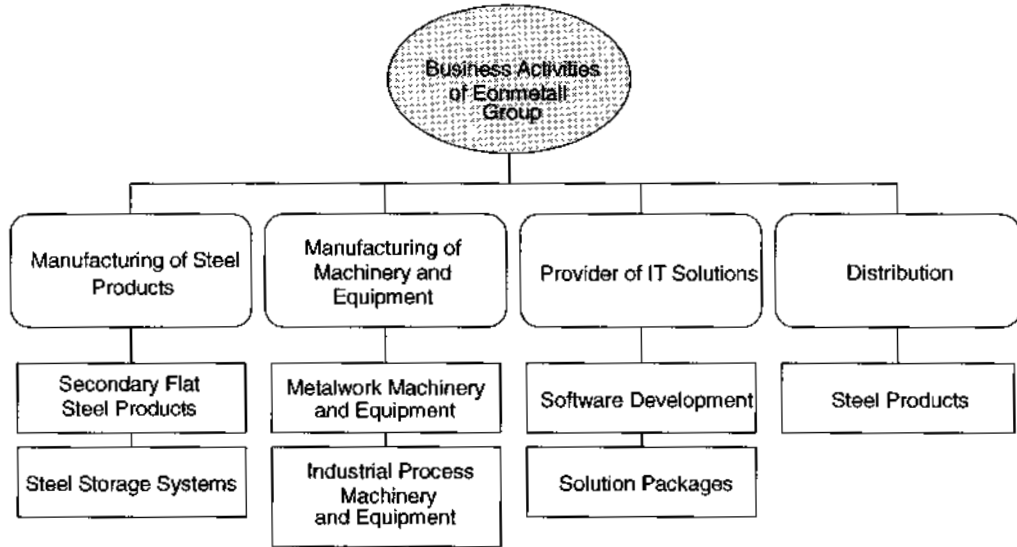 Business Activities
of Eonmetall
Group
Manufacturing of Steel
Products
Manufacturing of
Machinery and
Equipment
Provider of IT Solutions
Distribution
Secondary Flat
Steel Products
Metalwork Machinery
and Equipment
Software Development
Steel Products
Steel Storage Systems
Industrial Process
Machinery
and Equipment
Solution Packages